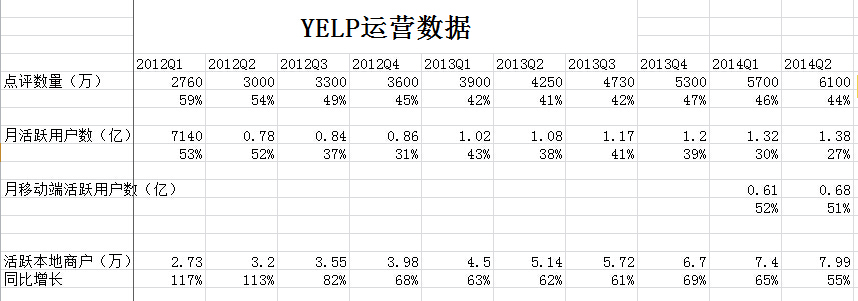 YELP运营数据
2012Q1 2012Q2 2012Q3 2012Q4 2013Q1 2013Q2 2013Q3 2013Q4 2014Q1 2014Q2
点评数量（万） 2760 3000 3300 3600 3900 4250 4730 5300 5700 6100
59% 54% 49% 45% 42% 41% 42% 47% 46% 44%
月活跃用户数（亿） 7140 0.78 0.84 0.86 1.02 1.08 1.17 1.2 1.32 1.38
53% 52% 37% 31% 43% 38% 41% 39% 30% 27%
月移动端活跃用户数（亿） 0.61 0.68
52% 51%
活跃本地商户（万） 2.73 3.2 3.55 3.98 4.5 5.14 5.72 6.7 7.4 7.99
同比增长 117% 113% 82% 68% 63% 62% 61% 69% 65% 55%